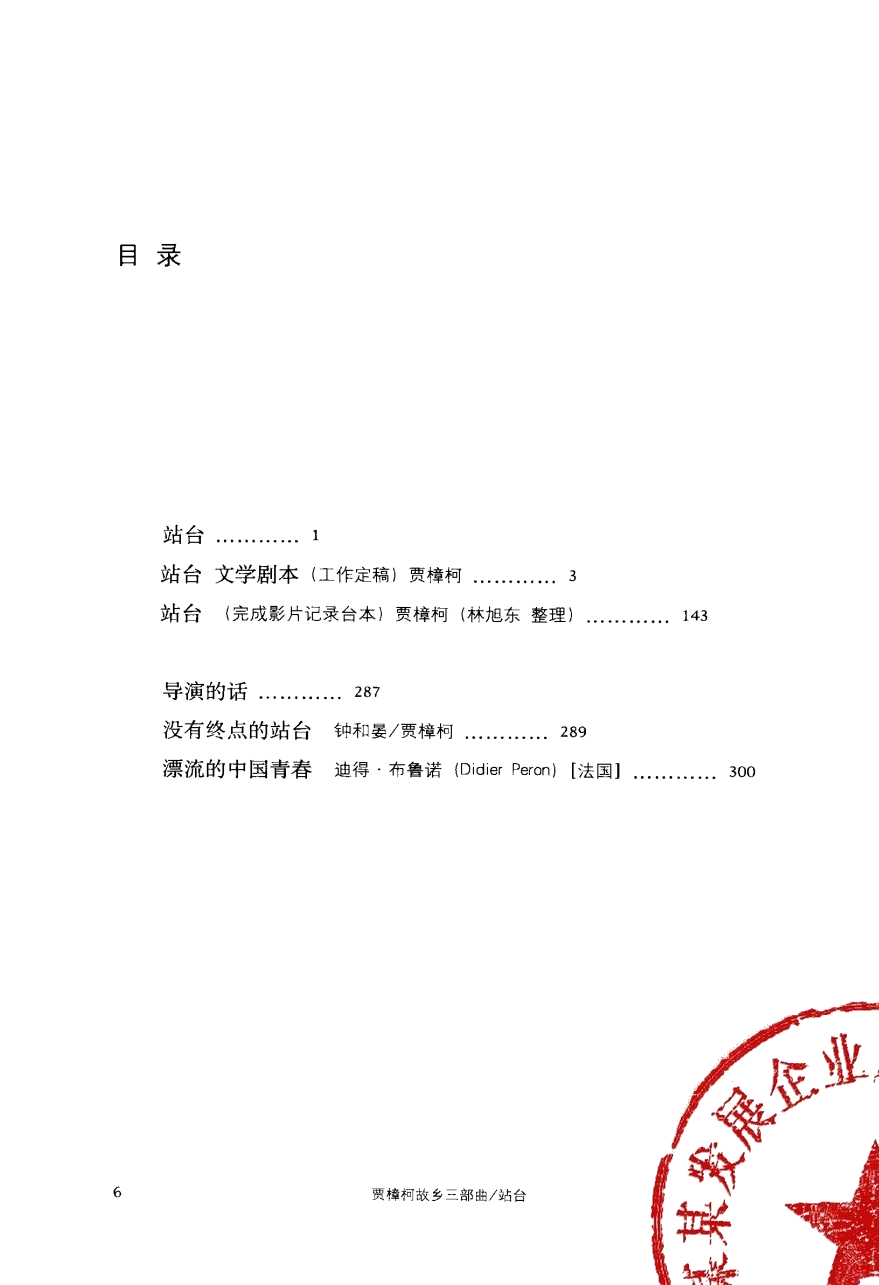 目 录
站台 ………… 1
站台 文学剧本（工作定稿）贾樟柯 ………… 3
站台 （完成影片记录台本）贾樟柯（林旭东 整理）………… 143
导演的话 ………… 287
没有终点的站台 钟和晏/贾樟柯 ………… 289
漂流的中国青春 迪得·布鲁诺（Didier Peron）[法国] ………… 300
某发展企业
6
贾樟柯故乡三部曲/站台